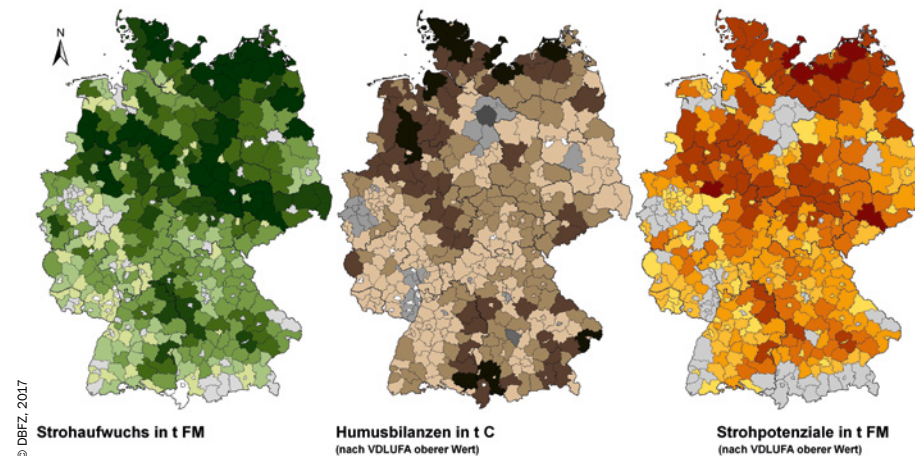 N
Strohaufwuchs in t FM
Humusbilanzen in t C
(nach VDLUFA oberer Wert)
Strohpotenziale in t FM
(nach VDLUFA oberer Wert)
© DBFZ, 2017